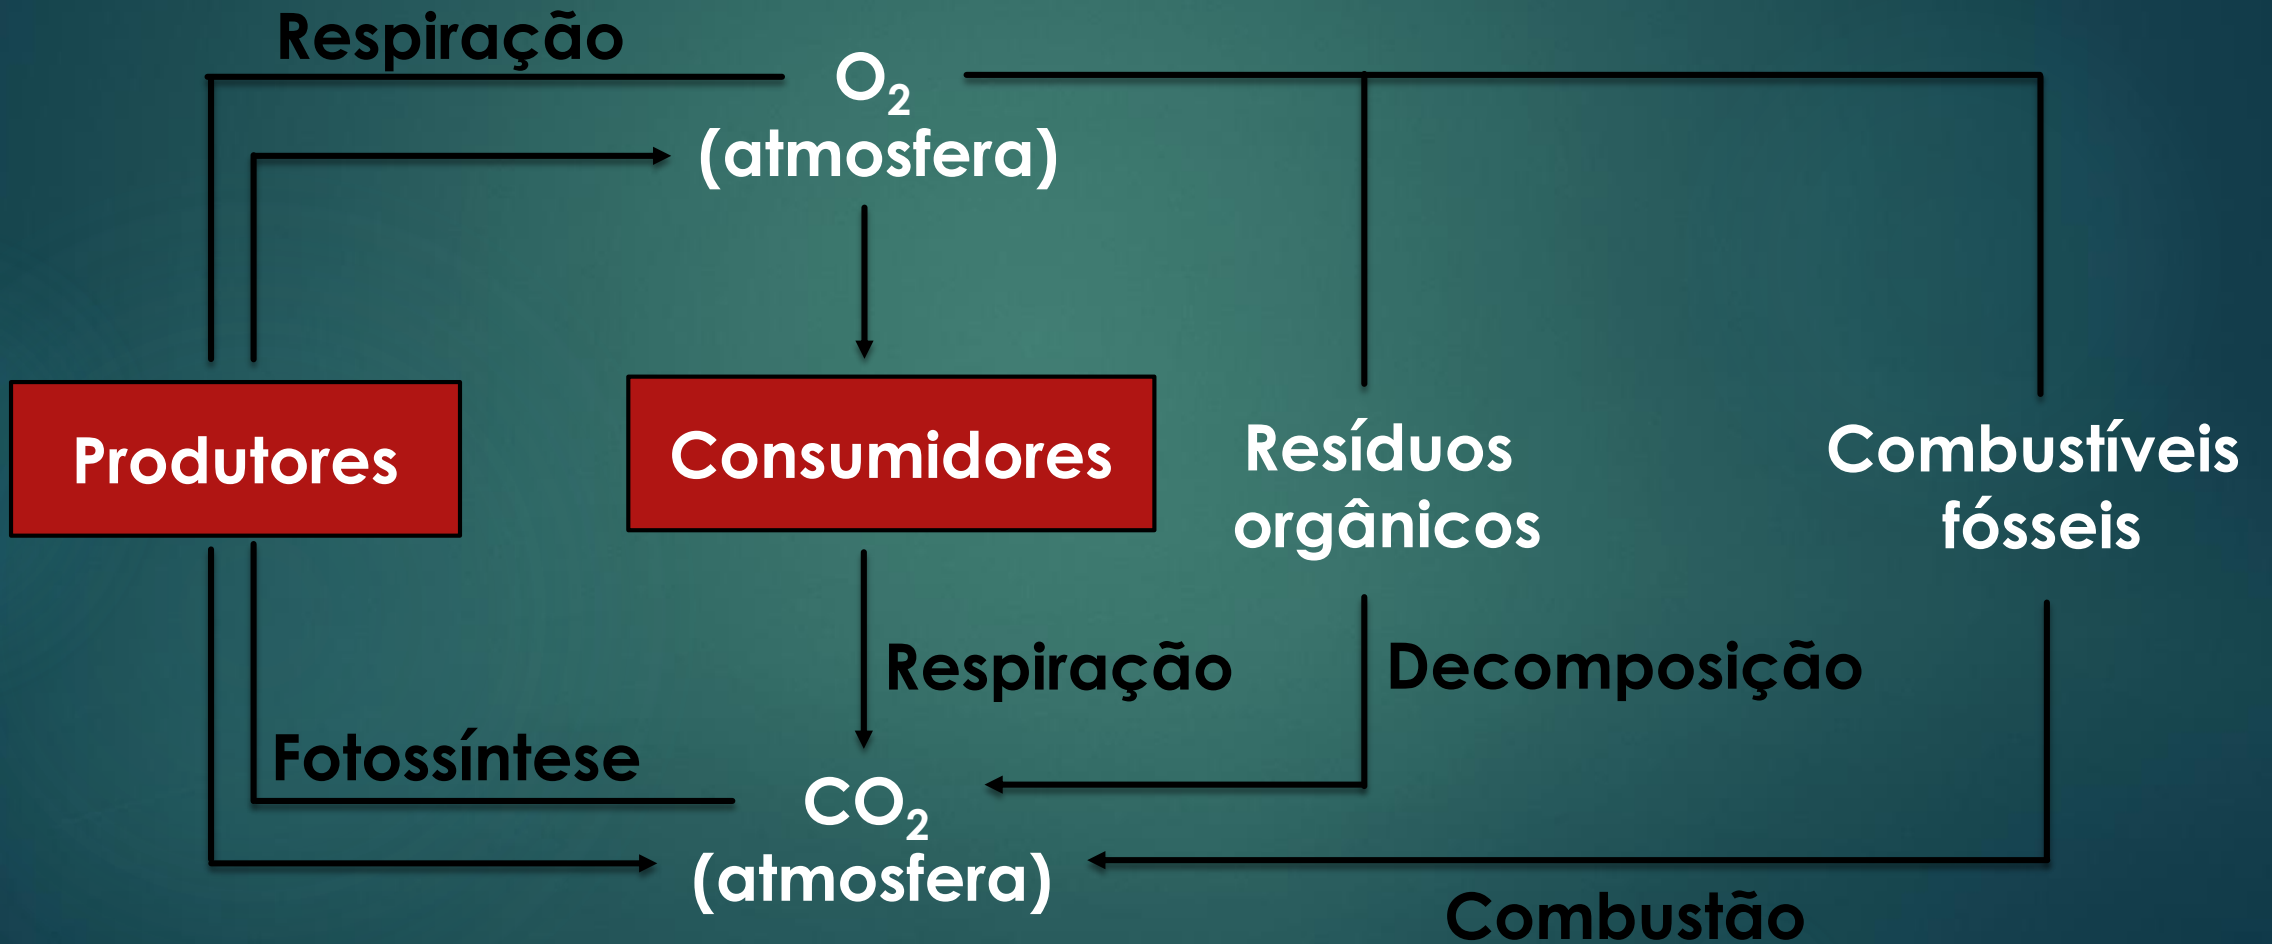 Respiração
O₂
(atmosfera)
Produtores
Consumidores
Resíduos
orgânicos
Combustíveis
fósseis
Respiração
Decomposição
Fotossíntese
CO₂
(atmosfera)
Combustão